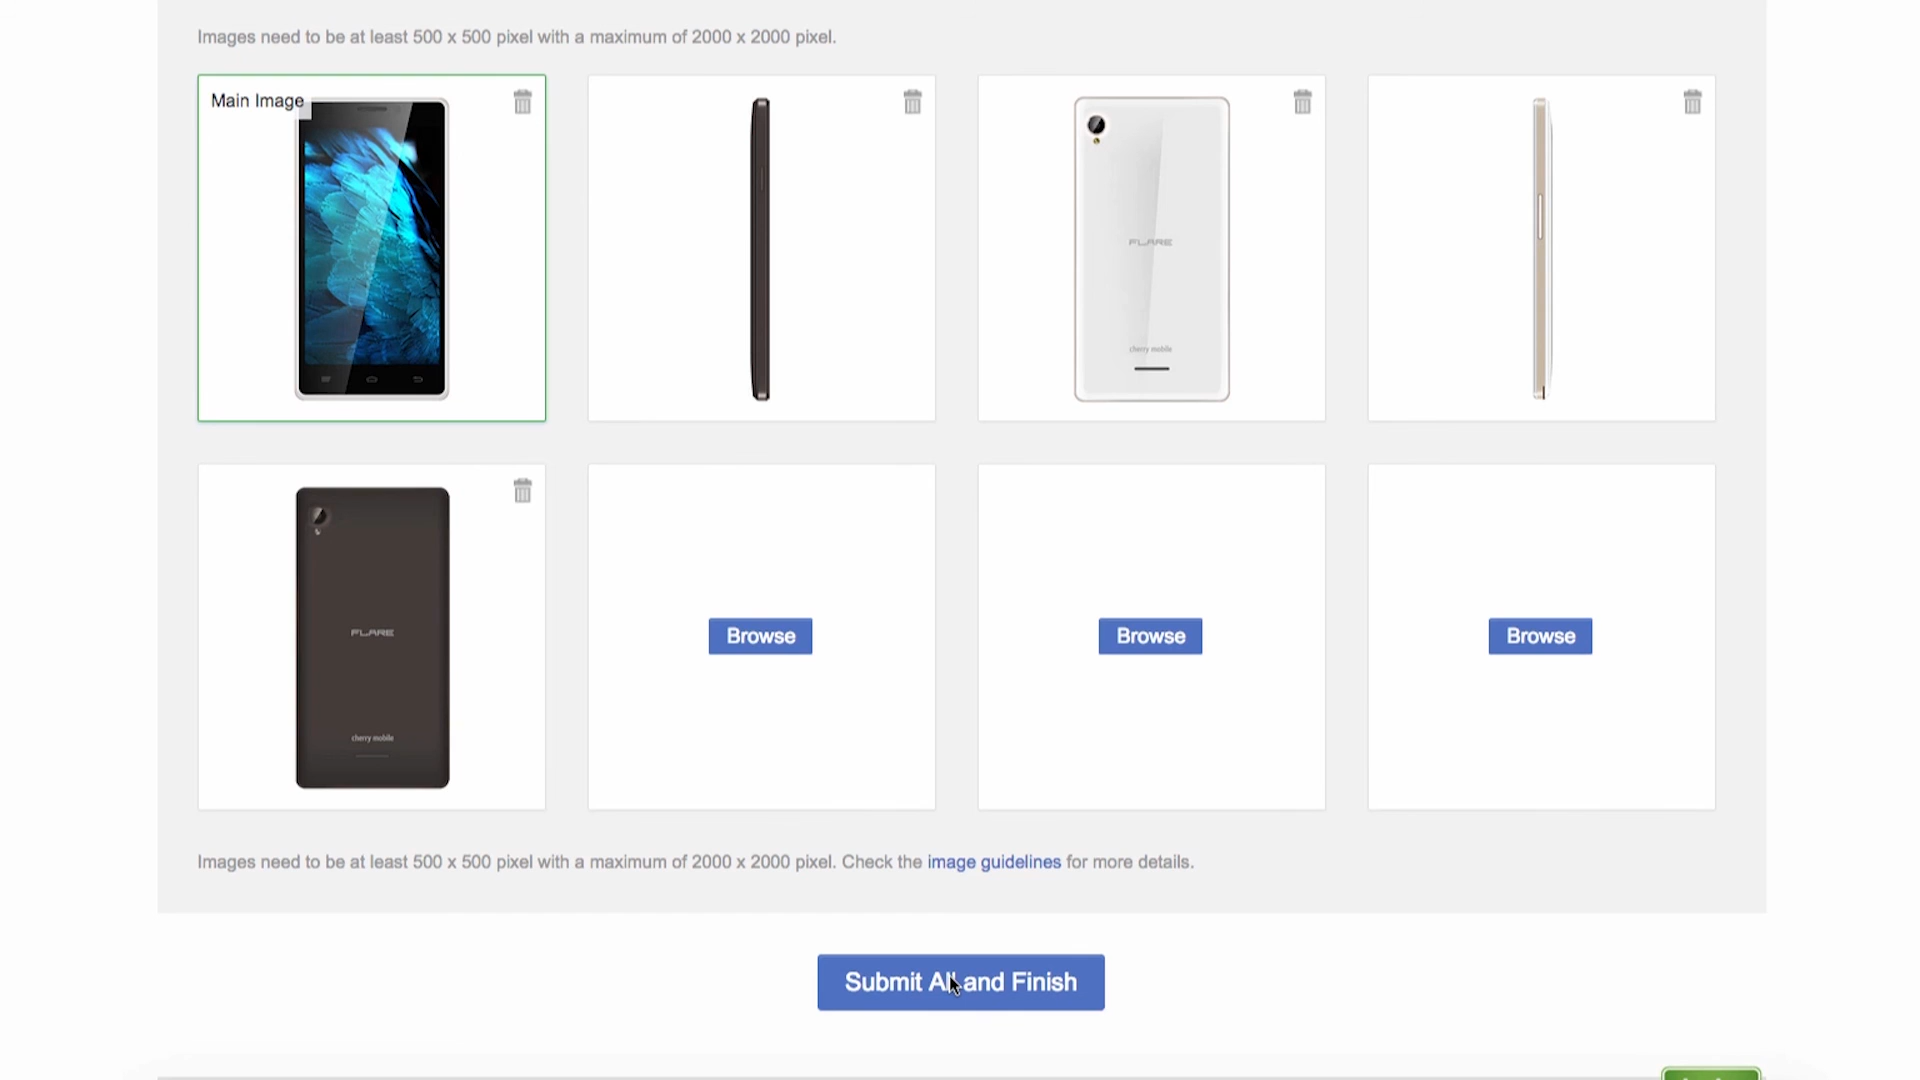 Images need to be at least 500 x 500 pixel with a maximum of 2000 x 2000 pixel.
Main Image
FLARE
cherry mobile
FLARE
cherry mobile
Browse
Browse
Browse
Images need to be at least 500 x 500 pixel with a maximum of 2000 x 2000 pixel. Check the image guidelines for more details.
Submit All and Finish